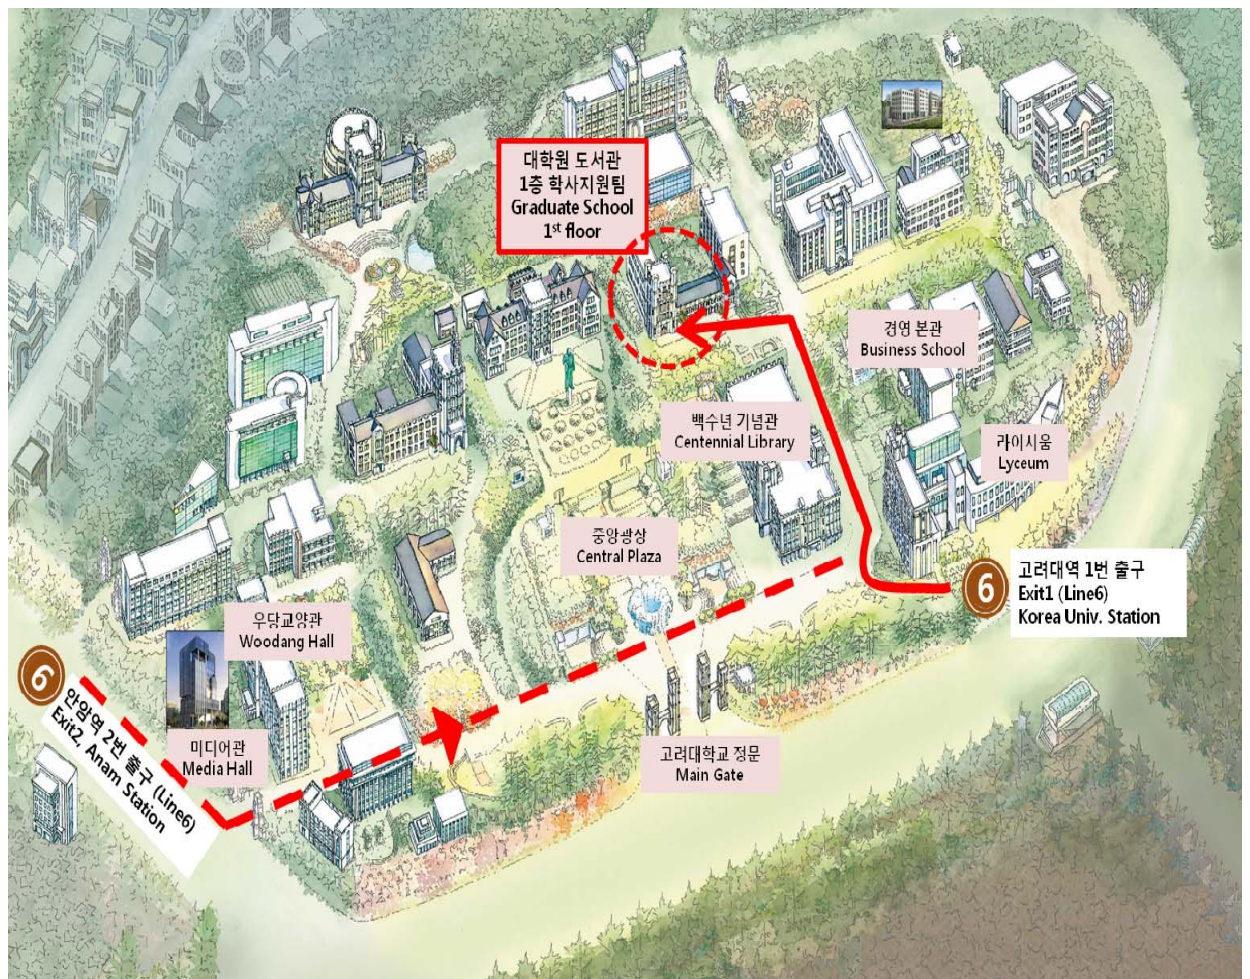 대학원 도서관
1층 학사지원팀
Graduate School
1st floor
경영 본관
Business School
백수년 기념관
Centennial Library
라이시움
Lyceum
중앙광상
Central Plaza
6
고려대역 1번 출구
Exit1 (Line6)
Korea Univ. Station
우당교양관
Woodang Hall
6
안암역 2번 출구 (Line6)
Exit2, Anam Station
미디어관
Media Hall
고려대학교 정문
Main Gate